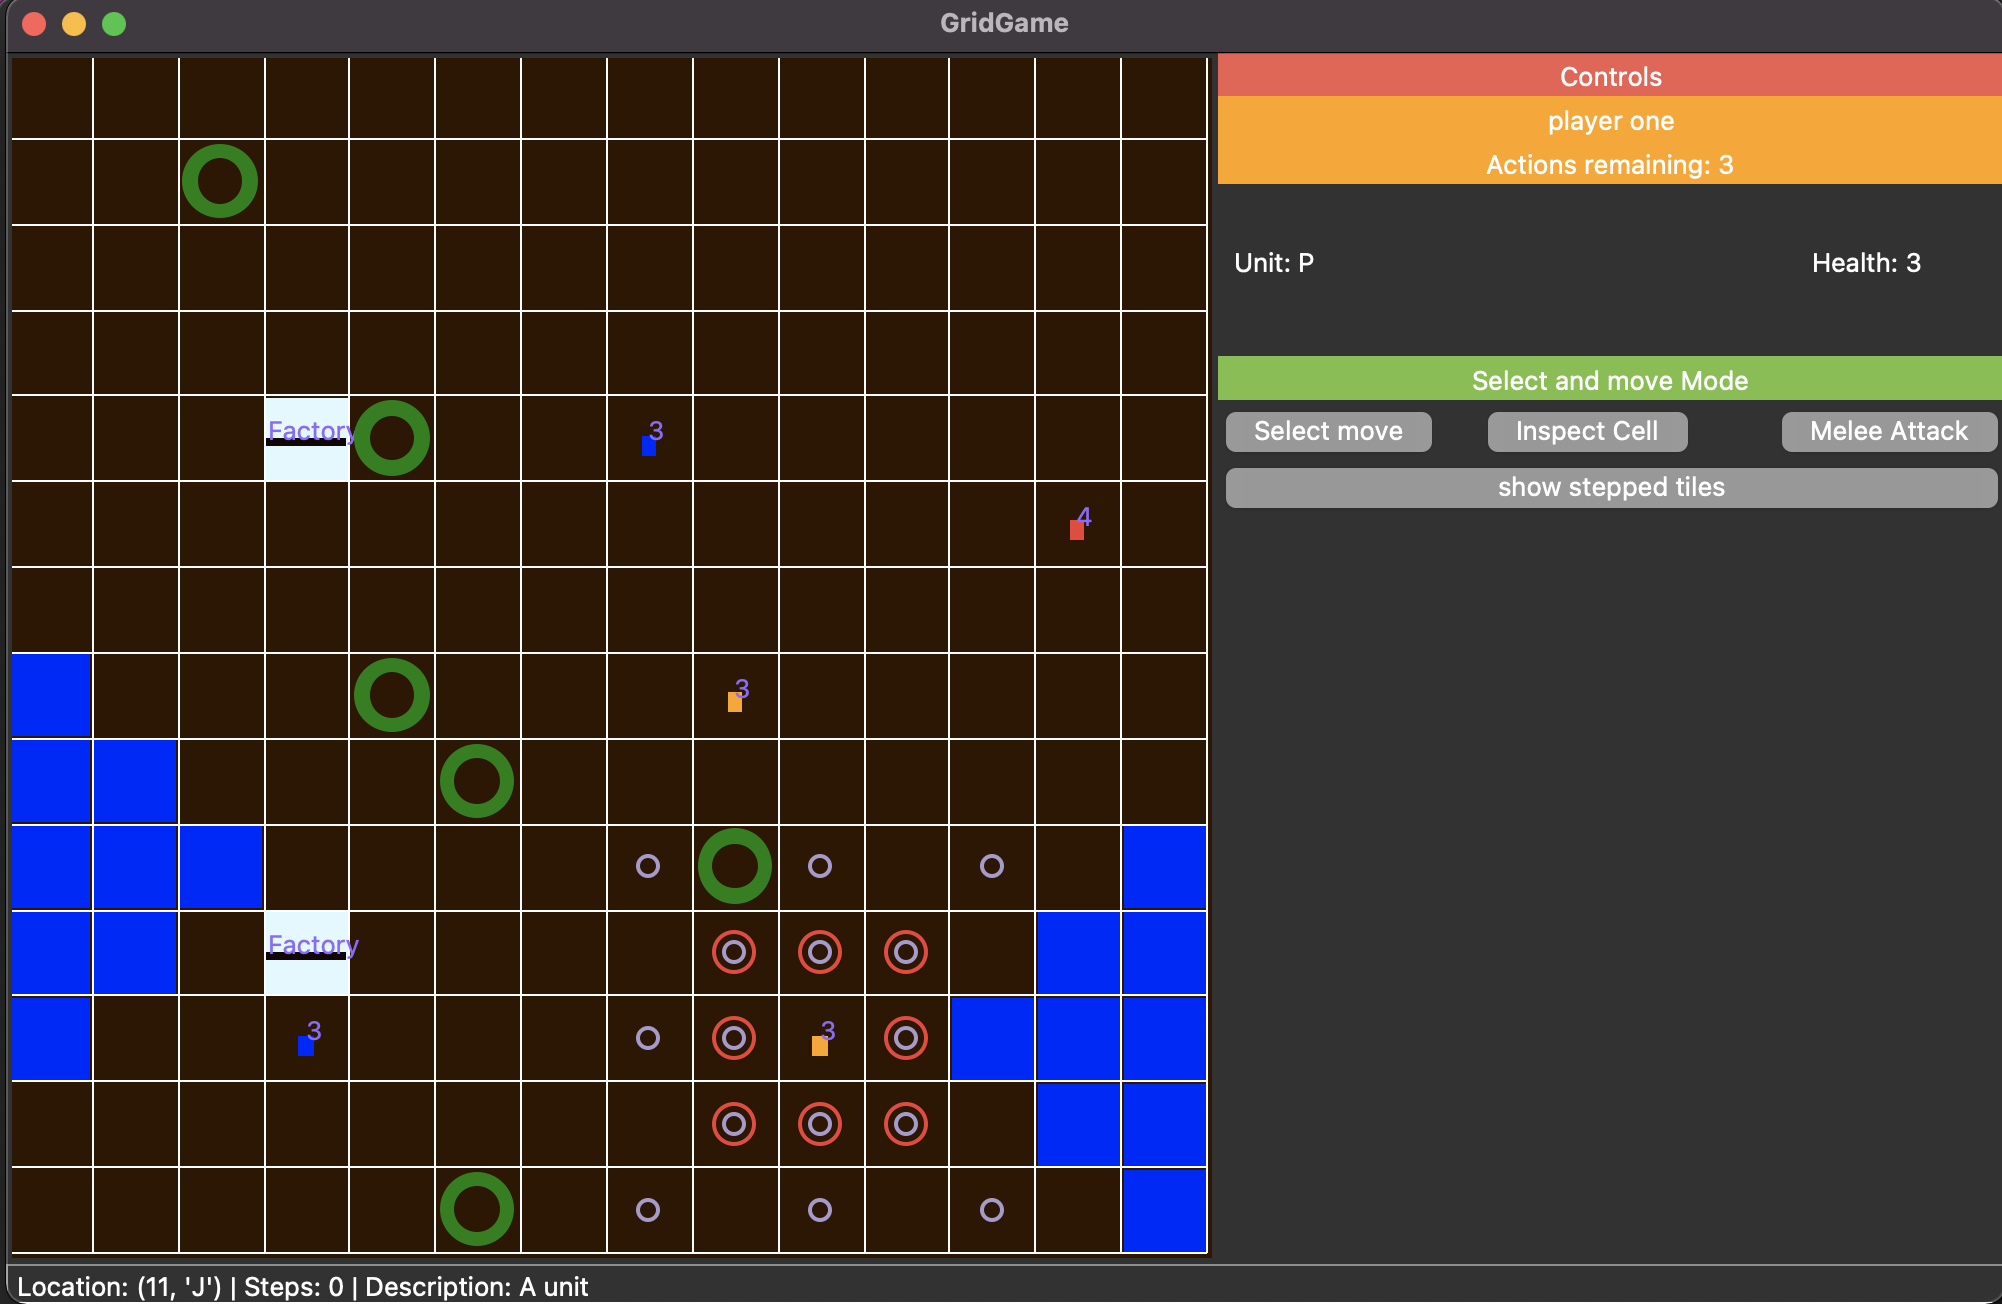 GridGame
Controls
player one
Actions remaining: 3
Unit: P
Health: 3
Select and move Mode
Select move
Inspect Cell
Melee Attack
show stepped tiles
Factory
3
4
3
Factory
3
3
Location: (11, 'J') | Steps: 0 | Description: A unit